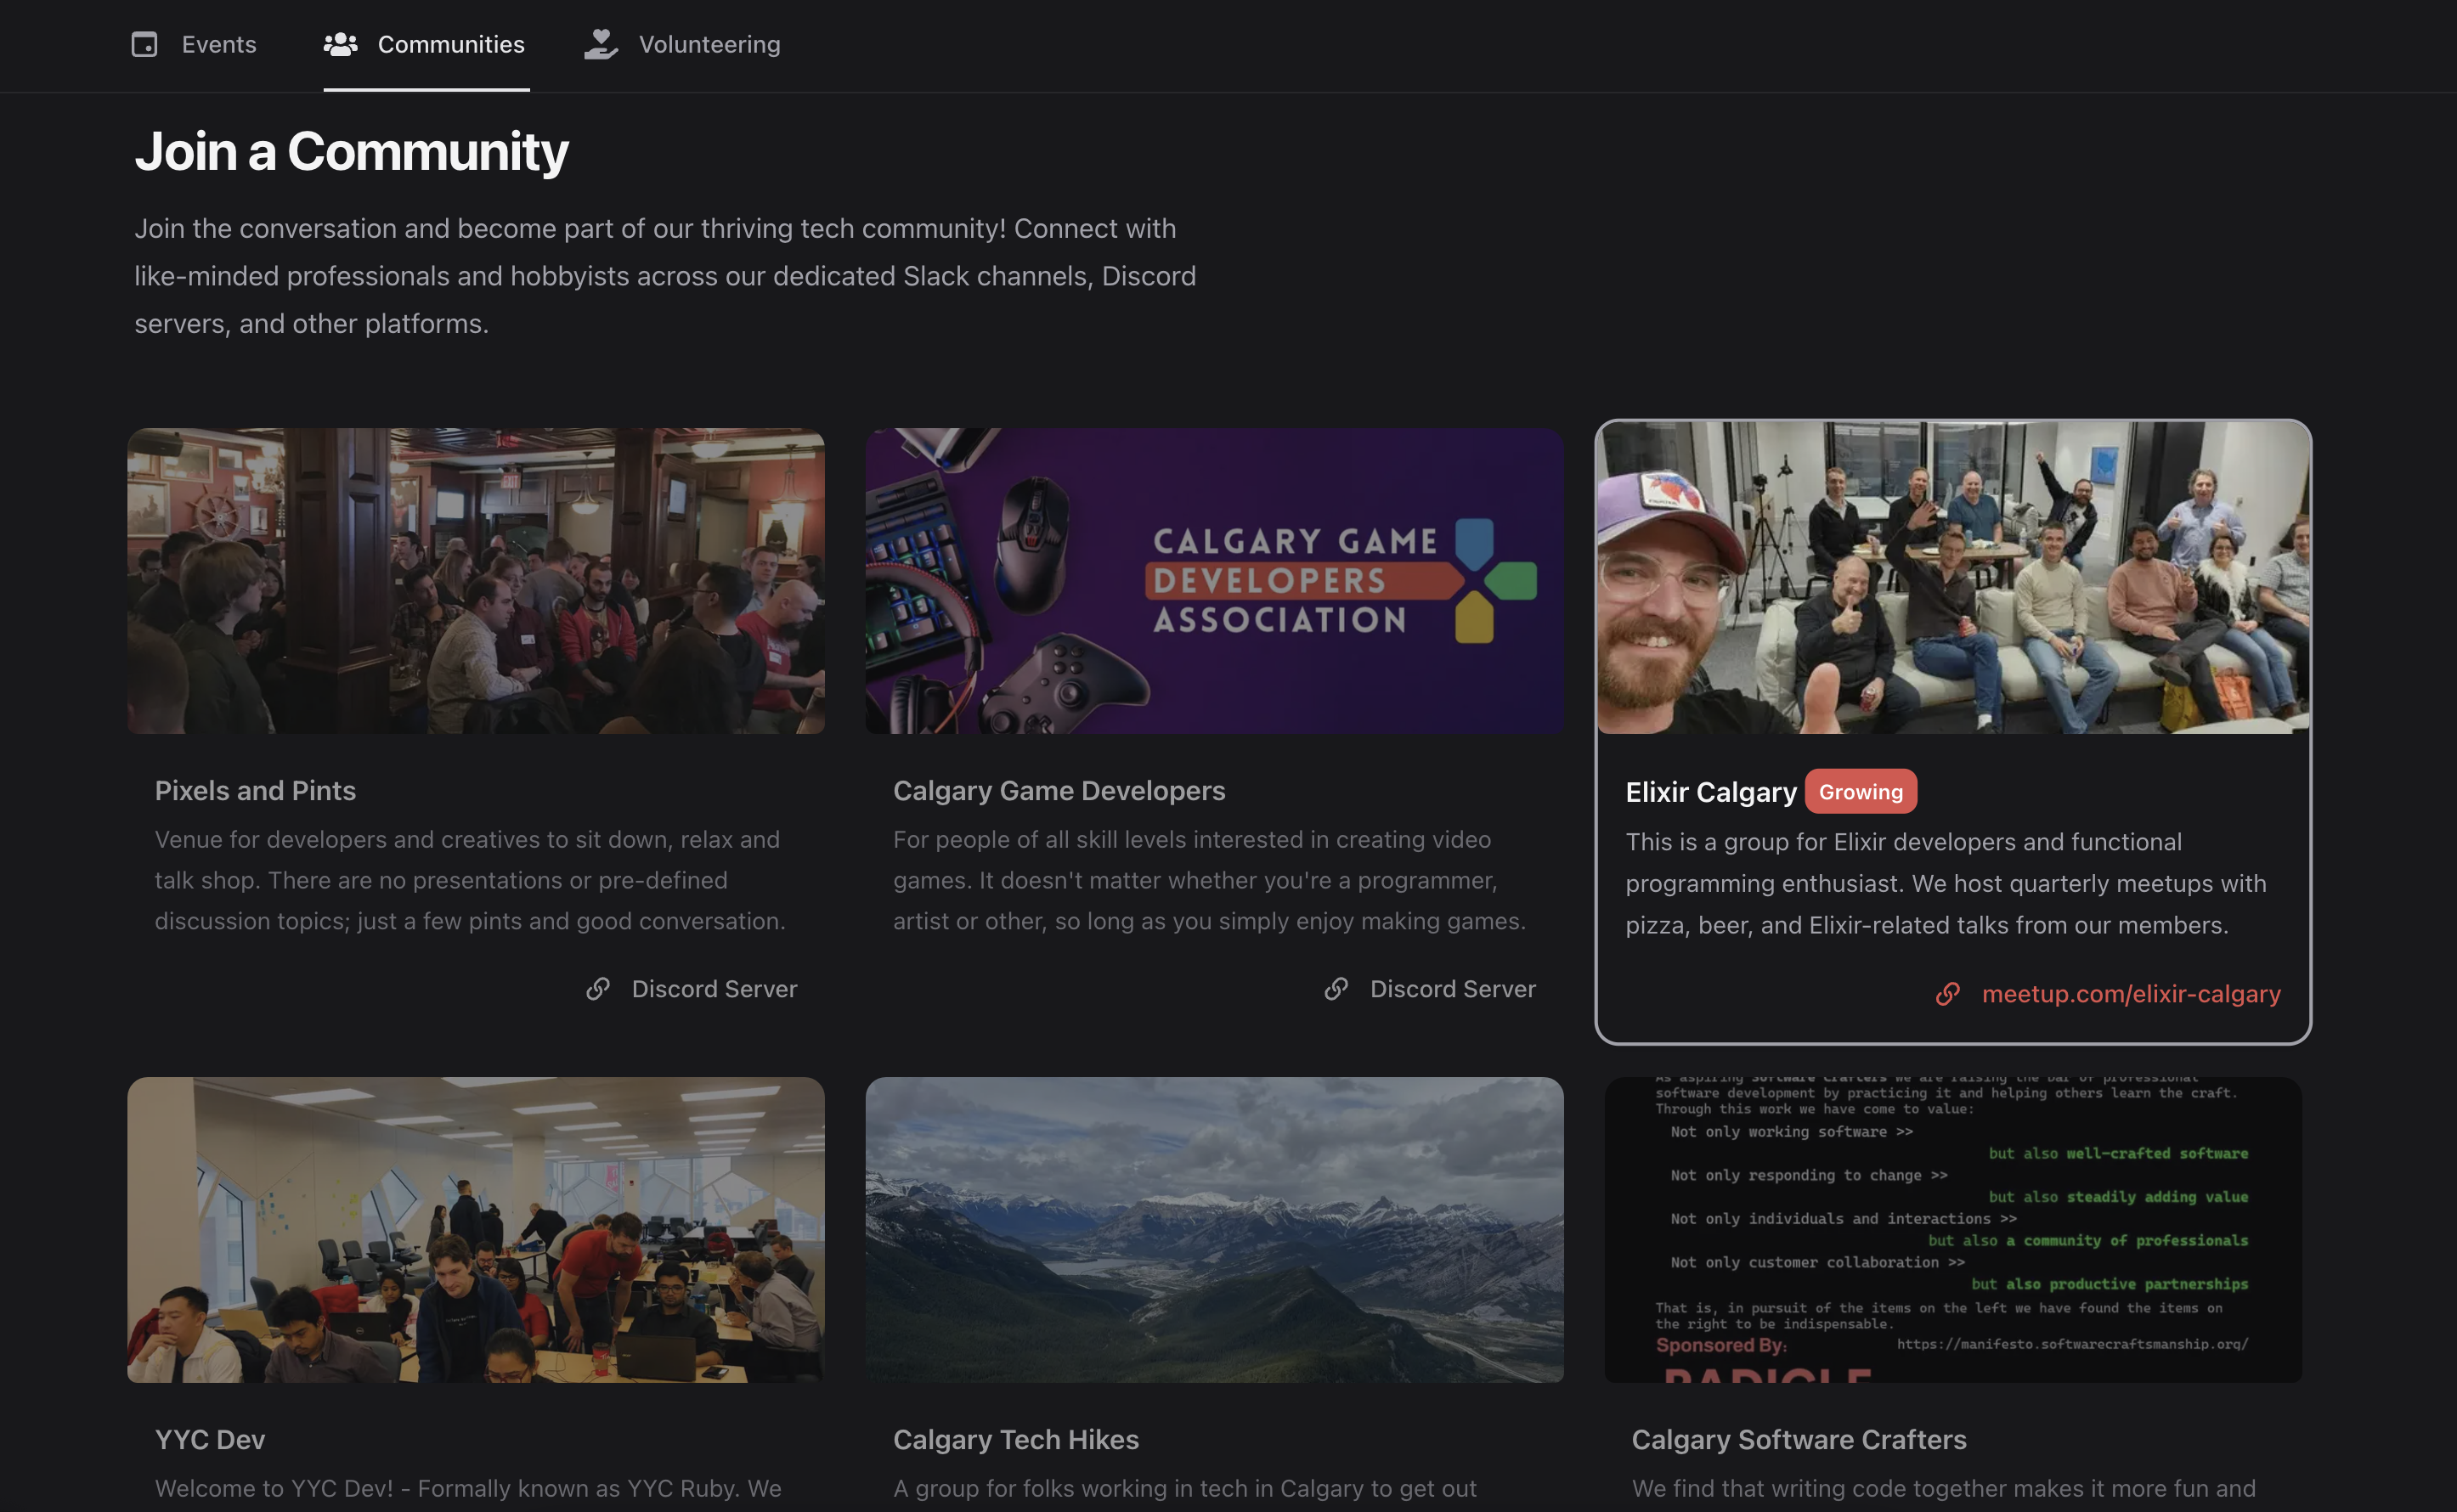 Events
Communities
Volunteering
Join a Community
Join the conversation and become part of our thriving tech community! Connect with
like-minded professionals and hobbyists across our dedicated Slack channels, Discord
servers, and other platforms.
EXIT
CALGARY GAME
DEVELOPERS
ASSOCIATION
Pixels and Pints
Venue for developers and creatives to sit down, relax and
talk shop. There are no presentations or pre-defined
discussion topics; just a few pints and good conversation.
Discord Server
Calgary Game Developers
For people of all skill levels interested in creating video
games. It doesn't matter whether you're a programmer,
artist or other, so long as you simply enjoy making games.
Discord Server
Elixir Calgary
Growing
This is a group for Elixir developers and functional
programming enthusiast. We host quarterly meetups with
pizza, beer, and Elixir-related talks from our members.
meetup.com/elixir-calgary
As aspiring Software Crafters we are raising the bar of professional
software development by practicing it and helping others learn the craft.
Through this work we have come to value:
Not only working software >>
but also well-crafted software
Not only responding to change >>
but also steadily adding value
Not only individuals and interactions >>
but also a community of professionals
Not only customer collaboration >>
but also productive partnerships
That is, in pursuit of the items on the left we have found the items on
the right to be indispensable.
Sponsored By:
https://manifesto.softwarecraftsmanship.org/
RADICLE
YYC Dev
Welcome to YYC Dev! - Formally known as YYC Ruby. We
Calgary Tech Hikes
A group for folks working in tech in Calgary to get out
Calgary Software Crafters
We find that writing code together makes it more fun and